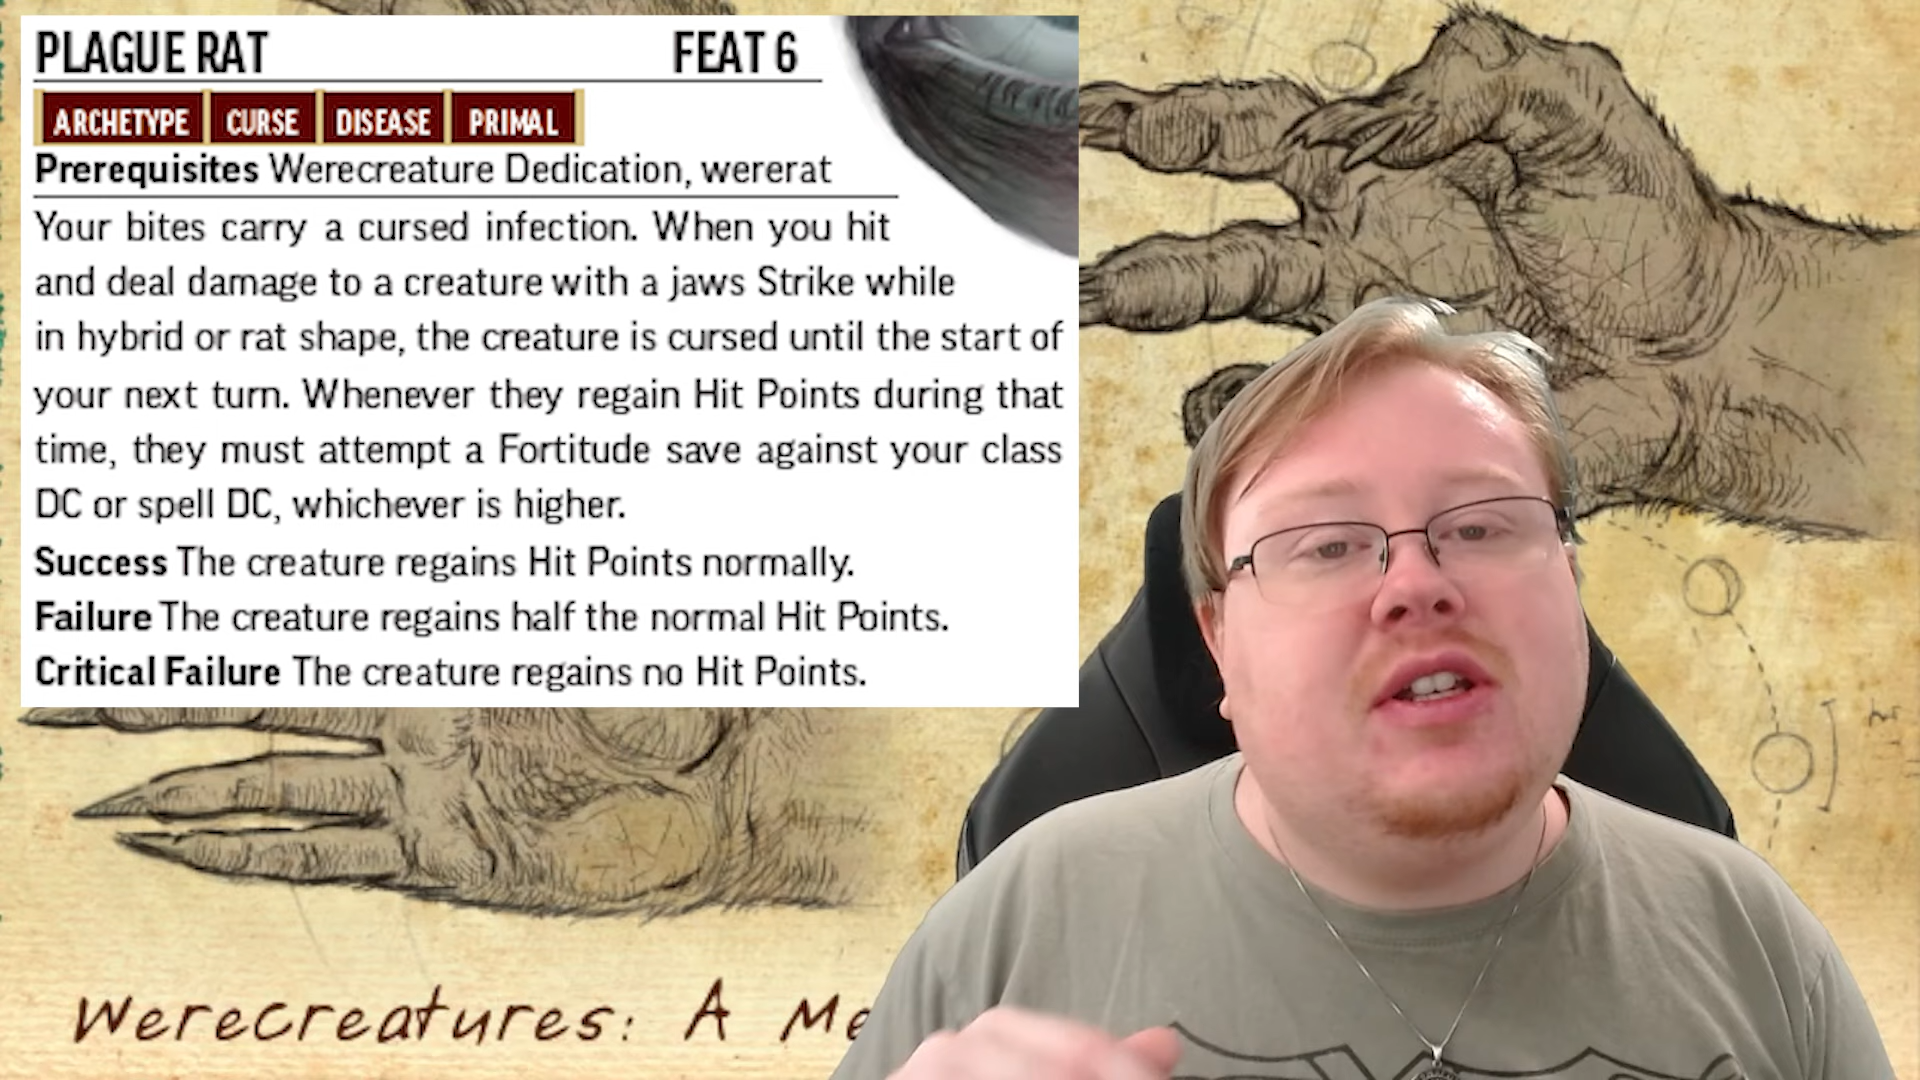 PLAGUE RAT FEAT 6
ARCHETYPE CURSE DISEASE PRIMAL
Prerequisites Werecreature Dedication, wererat
Your bites carry a cursed infection. When you hit
and deal damage to a creature with a jaws Strike while
in hybrid or rat shape, the creature is cursed until the start of
your next turn. Whenever they regain Hit Points during that
time, they must attempt a Fortitude save against your class
DC or spell DC, whichever is higher.
Success The creature regains Hit Points normally.
Failure The creature regains half the normal Hit Points.
Critical Failure The creature regains no Hit Points.
Werecreatures: A Me